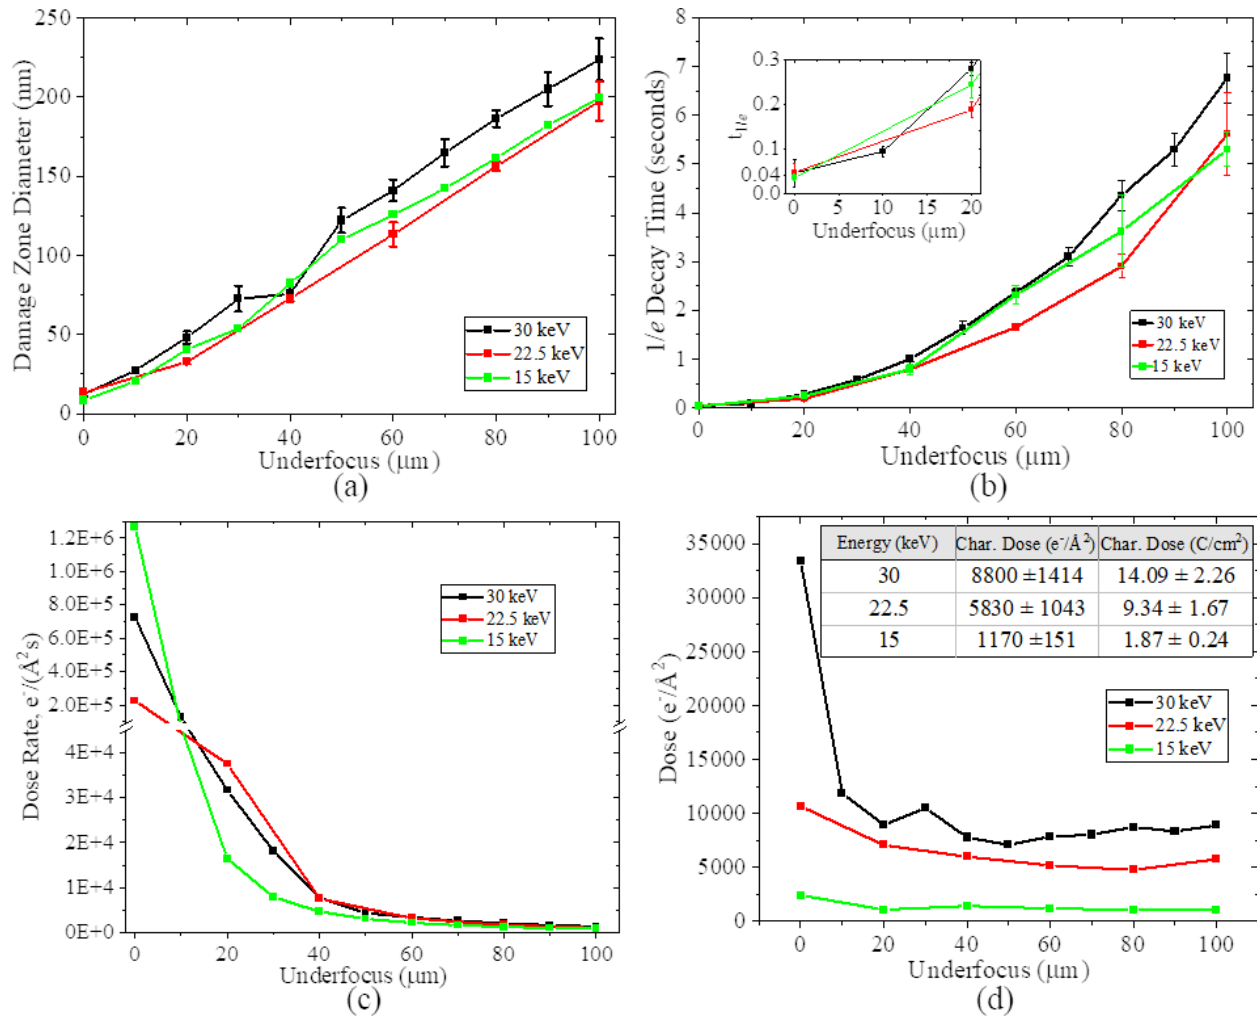 250
200
150
100
50
0
Damage Zone Diameter (nm)
30 keV
22.5 keV
15 keV
0 20 40 60 80 100
Underfocus (μm)
(a)
8
7
6
5
4
3
2
1
0
1/e Decay Time (seconds)
0.3
0.2
0.1
0.04
0.0
t1/e
0 10 20
Underfocus (μm)
30 keV
22.5 keV
15 keV
0 20 40 60 80 100
Underfocus (μm)
(b)
1.2E+6
1.0E+6
8.0E+5
6.0E+5
4.0E+5
2.0E+5
4E+4
3E+4
2E+4
1E+4
0E+0
Dose Rate, e-/(Å2s)
30 keV
22.5 keV
15 keV
0 20 40 60 80 100
Underfocus (μm)
(c)
35000
30000
25000
20000
15000
10000
5000
0
Dose (e-/Å2)
Energy (keV) Char. Dose (e-/Å2) Char. Dose (C/cm2)
30 8800 ±1414 14.09 ± 2.26
22.5 5830 ± 1043 9.34 ± 1.67
15 1170 ±151 1.87 ± 0.24
30 keV
22.5 keV
15 keV
0 20 40 60 80 100
Underfocus (μm)
(d)